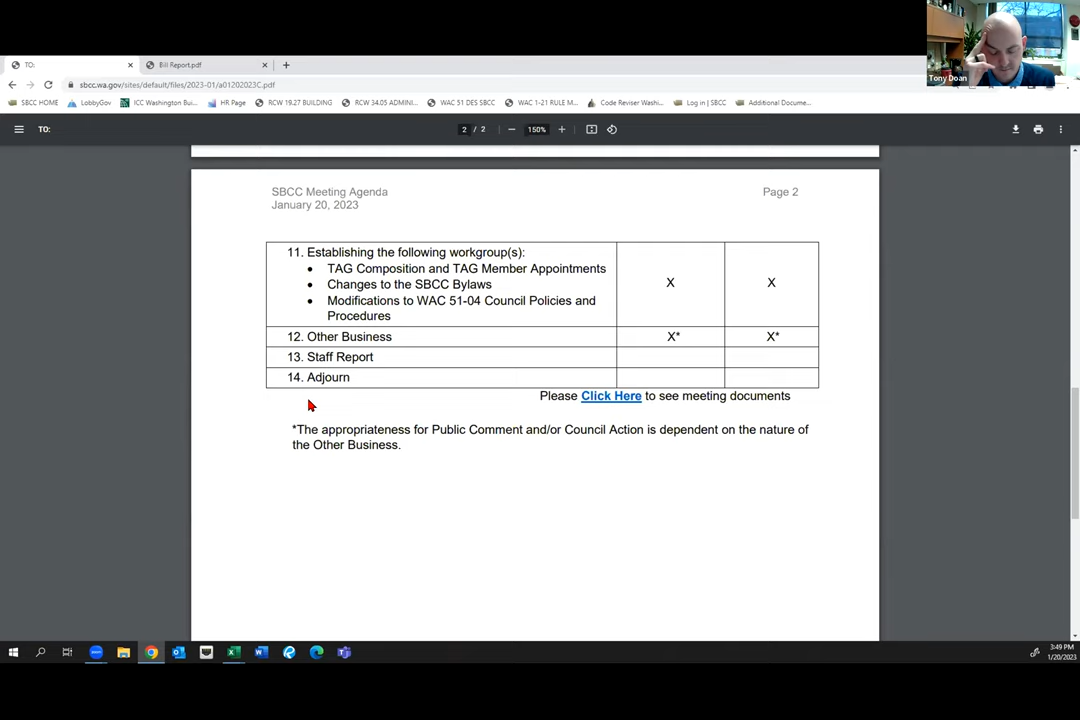 Tony Doan
TO:
Bill Report.pdf
sbcc.wa.gov/sites/default/files/2023-01/a01202023C.pdf
SBCC HOME
LobbyGov
ICC Washington Bui...
HR Page
RCW 19.27 BUILDING
RCW 34.05 ADMINI...
WAC 51 DES SBCC
WAC 1-21 RULE M...
Code Reviser Washi...
Log in | SBCC
Additional Docume...
TO:
2 / 2
150%
SBCC Meeting Agenda
Page 2
January 20, 2023
11. Establishing the following workgroup(s):
• TAG Composition and TAG Member Appointments
• Changes to the SBCC Bylaws
• Modifications to WAC 51-04 Council Policies and
Procedures
X
X
12. Other Business
X*
X*
13. Staff Report
14. Adjourn
Please Click Here to see meeting documents
*The appropriateness for Public Comment and/or Council Action is dependent on the nature of
the Other Business.
3:49 PM
1/20/2023